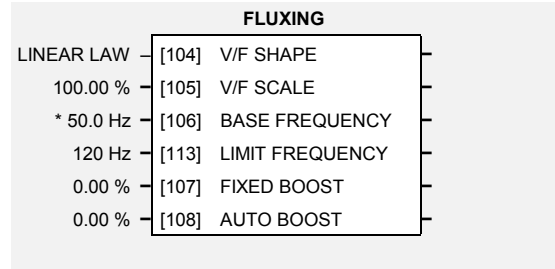 FLUXING
LINEAR LAW [104] V/F SHAPE
100.00 % [105] V/F SCALE
* 50.0 Hz [106] BASE FREQUENCY
120 Hz [113] LIMIT FREQUENCY
0.00 % [107] FIXED BOOST
0.00 % [108] AUTO BOOST